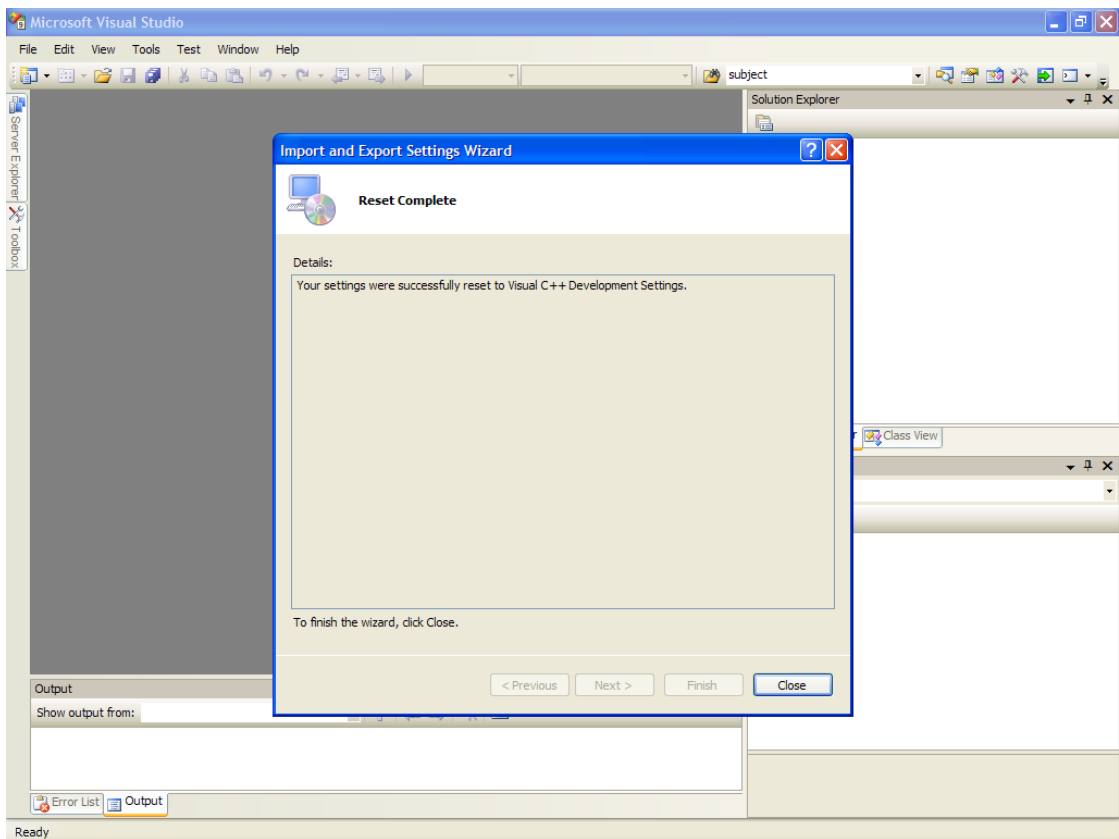 Microsoft Visual Studio
File Edit View Tools Test Window Help
subject
Server Explorer
Toolbox
Solution Explorer
Import and Export Settings Wizard
Reset Complete
Details:
Your settings were successfully reset to Visual C++ Development Settings.
Class View
To finish the wizard, click Close.
< Previous Next > Finish Close
Output
Show output from:
Error List Output
Ready